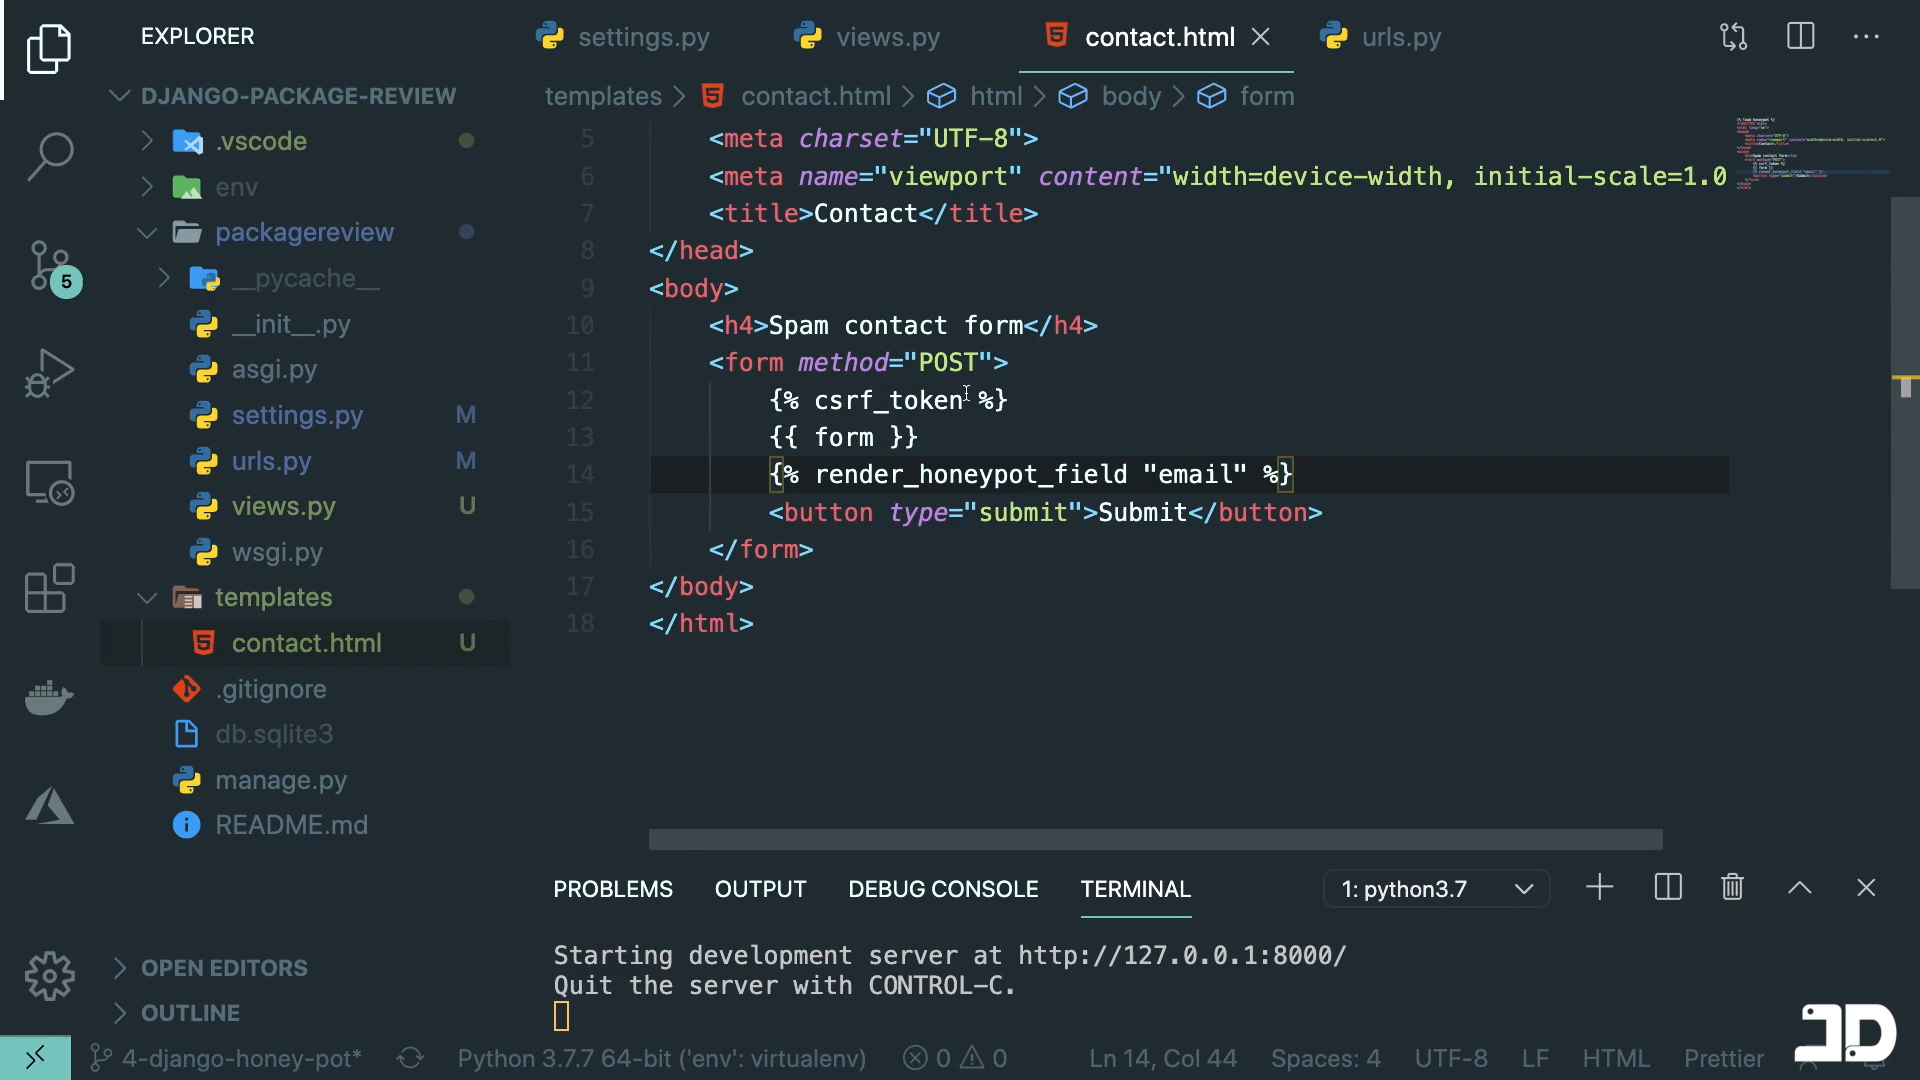 EXPLORER
settings.py
views.py
contact.html
urls.py
DJANGO-PACKAGE-REVIEW
templates > contact.html > html > body > form
.vscode
env
packagereview
__pycache__
__init__.py
asgi.py
settings.py M
urls.py M
views.py U
wsgi.py
templates
contact.html U
.gitignore
db.sqlite3
manage.py
README.md
OPEN EDITORS
OUTLINE
5
5 <meta charset="UTF-8">
6 <meta name="viewport" content="width=device-width, initial-scale=1.0
7 <title>Contact</title>
8 </head>
9 <body>
10 <h4>Spam contact form</h4>
11 <form method="POST">
12 {% csrf_token %}
13 {{ form }}
14 {% render_honeypot_field "email" %}
15 <button type="submit">Submit</button>
16 </form>
17 </body>
18 </html>
PROBLEMS OUTPUT DEBUG CONSOLE TERMINAL 1: python3.7
Starting development server at http://127.0.0.1:8000/
Quit the server with CONTROL-C.
4-django-honey-pot* Python 3.7.7 64-bit ('env': virtualenv) 0 0 Ln 14, Col 44 Spaces: 4 UTF-8 LF HTML Prettier
JD